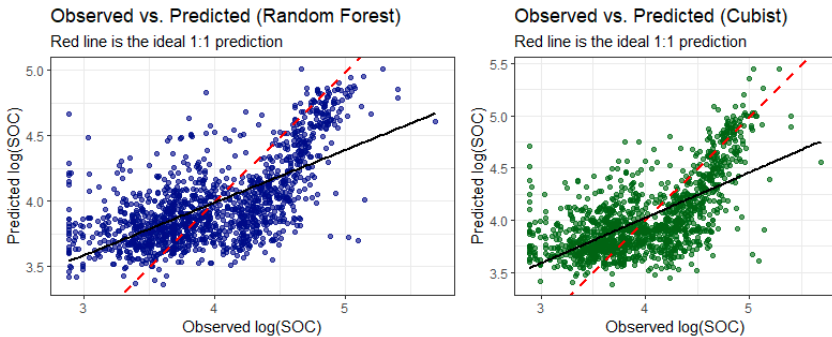 Observed vs. Predicted (Random Forest)
Red line is the ideal 1:1 prediction
5.0
4.5
4.0
3.5
Predicted log(SOC)
3
4
5
Observed log(SOC)
Observed vs. Predicted (Cubist)
Red line is the ideal 1:1 prediction
5.5
5.0
4.5
4.0
3.5
Predicted log(SOC)
3
4
5
Observed log(SOC)